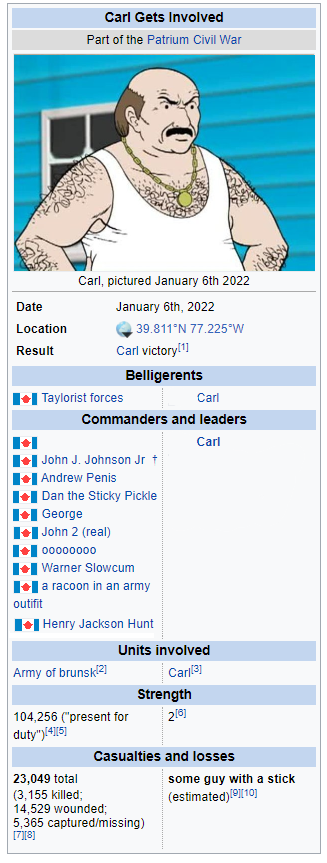 Carl Gets Involved
Part of the Patrium Civil War
Carl, pictured January 6th 2022
Date January 6th, 2022
Location 39.811°N 77.225°W
Result Carl victory[1]
Belligerents
Taylorist forces Carl
Commanders and leaders
Carl
John J. Johnson Jr †
Andrew Penis
Dan the Sticky Pickle
George
John 2 (real)
oooooooo
Warner Slowcum
a racoon in an army
outifit
Henry Jackson Hunt
Units involved
Army of brunsk[2] Carl[3]
Strength
104,256 ("present for
duty")[4][5]
2[6]
Casualties and losses
23,049 total
(3,155 killed;
14,529 wounded;
5,365 captured/missing)
[7][8]
some guy with a stick
(estimated)[9][10]